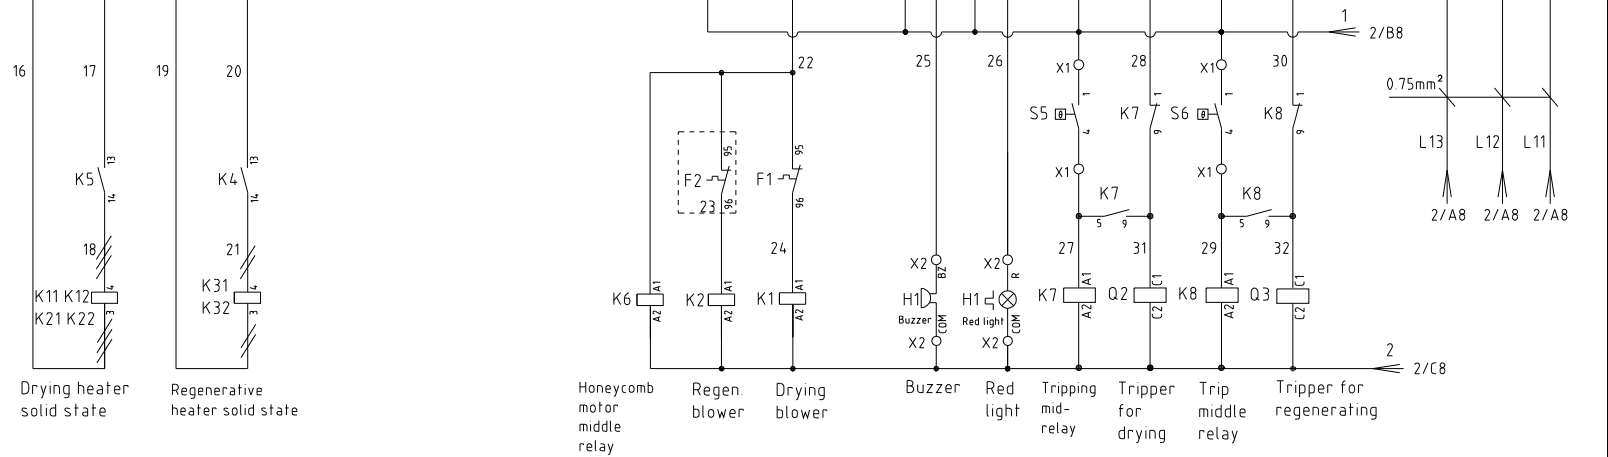 1
2/B8
16
17
19
20
22
25
26
X1
28
X1
30
0.75mm²
1
1
1
1
S5
K7
S6
K8
4
9
4
9
L13
L12
L11
95
95
13
13
K5
K4
F2
F1
X1
X1
14
14
23
96
96
K7
K8
5
9
5
9
2/A8
2/A8
2/A8
18
21
24
27
31
29
32
X2
BZ
X2
R
4
4
K11 K12
K21 K22
3
K31
K32
3
A1
A1
A1
K6
K2
K1
A2
A2
A2
H1
Buzzer
COM
X2
H1
Red light
COM
X2
A1
C1
A1
C1
K7
Q2
K8
Q3
A2
C2
A2
C2
2
2/C8
Drying heater
solid state
Regenerative
heater solid state
Honeycomb
motor
middle
relay
Regen.
blower
Drying
blower
Buzzer
Red
light
Tripping
mid-
relay
Tripper
for
drying
Trip
middle
relay
Tripper for
regenerating